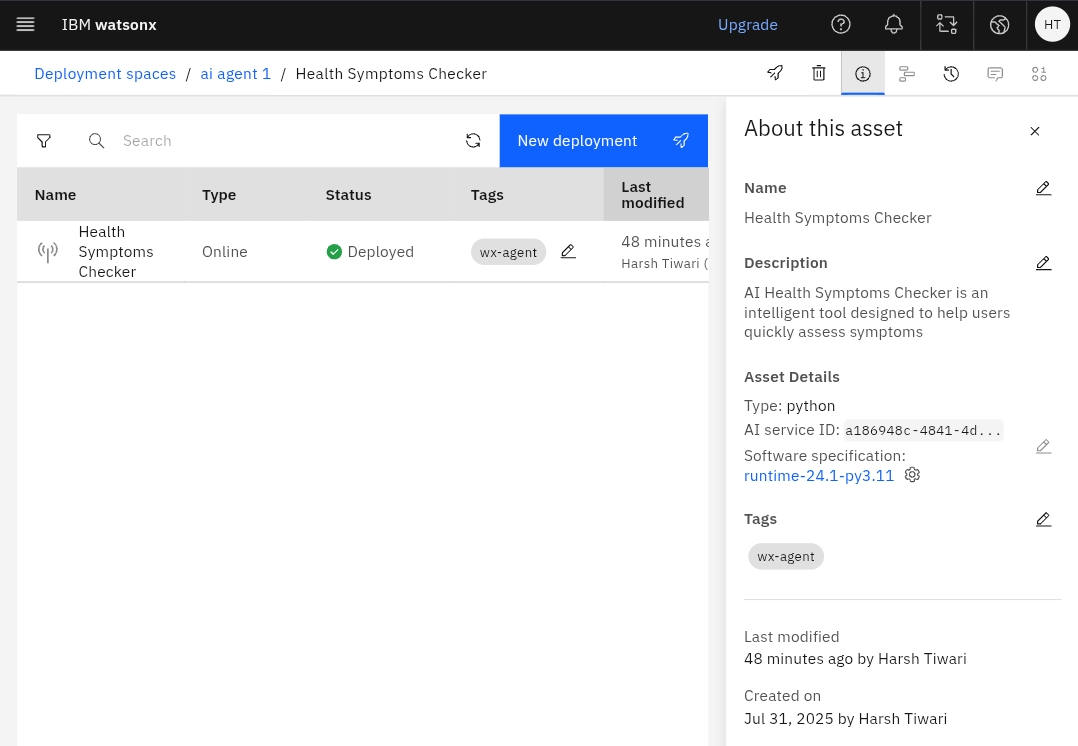 IBM watsonx
Upgrade
HT
Deployment spaces / ai agent 1 / Health Symptoms Checker
Search
New deployment
Name Type Status Tags Last modified
Health Symptoms Checker
Online
Deployed
wx-agent
48 minutes a
Harsh Tiwari (
About this asset
Name
Health Symptoms Checker
Description
AI Health Symptoms Checker is an
intelligent tool designed to help users
quickly assess symptoms
Asset Details
Type: python
AI service ID: a186948c-4841-4d...
Software specification:
runtime-24.1-py3.11
Tags
wx-agent
Last modified
48 minutes ago by Harsh Tiwari
Created on
Jul 31, 2025 by Harsh Tiwari